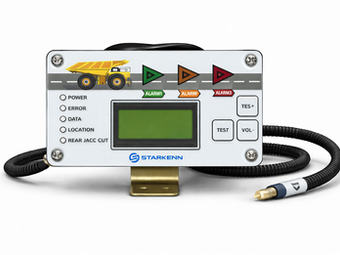 ALARM1
ALARM2
ALARM3
POWER
ERROR
DATA
LOCATION
REAR JACC CUT
TES+
TEST
VOL-
STARKENN